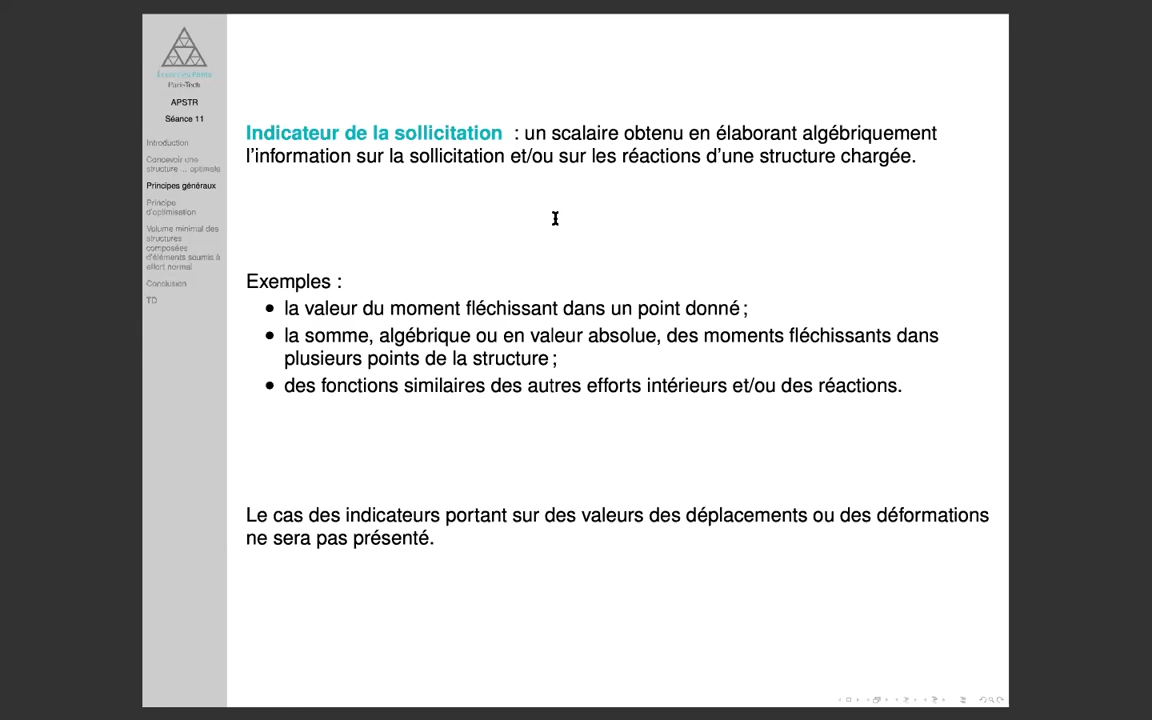 École des Ponts
ParisTech
APSTR
Séance 11
Introduction
Concevoir une
structure ... optimale
Principes généraux
Principe
d'optimisation
Volume minimal des
structures
composées
d'éléments soumis à
effort normal
Conclusion
TD
Indicateur de la sollicitation : un scalaire obtenu en élaborant algébriquement
l'information sur la sollicitation et/ou sur les réactions d'une structure chargée.
Exemples :
• la valeur du moment fléchissant dans un point donné ;
• la somme, algébrique ou en valeur absolue, des moments fléchissants dans
plusieurs points de la structure ;
• des fonctions similaires des autres efforts intérieurs et/ou des réactions.
Le cas des indicateurs portant sur des valeurs des déplacements ou des déformations
ne sera pas présenté.